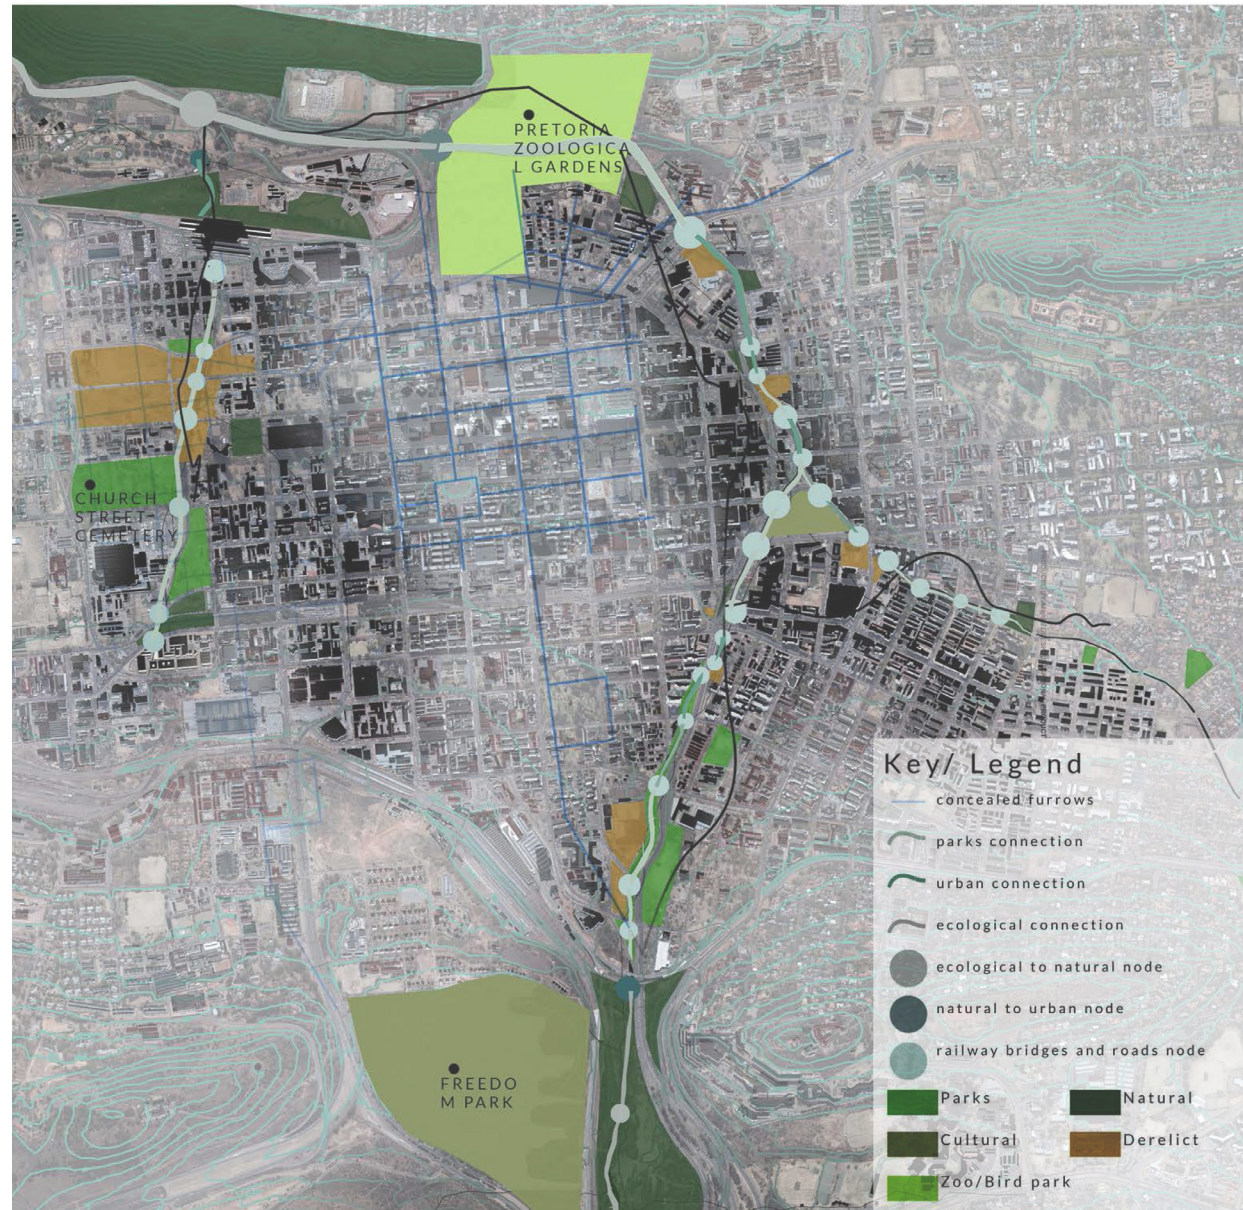 PRETORIA
ZOOLOGICA
L GARDENS
CHURCH
STREET
CEMETERY
FREEDO
M PARK
Key/ Legend
concealed furrows
parks connection
urban connection
ecological connection
ecological to natural node
natural to urban node
railway bridges and roads node
Parks
Natural
Cultural
Derelict
Zoo/Bird park